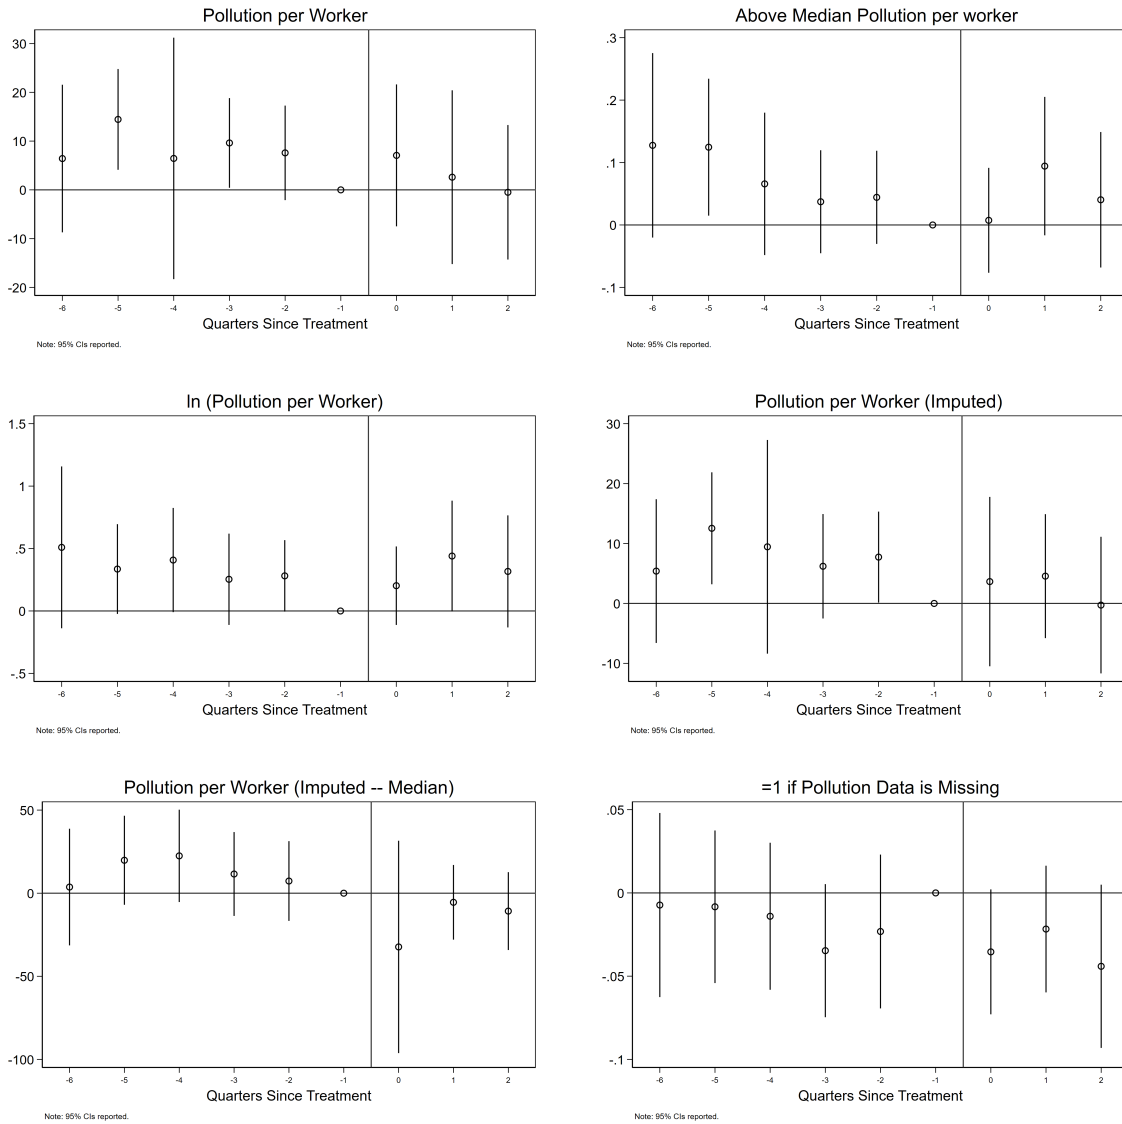 Pollution per Worker
30
20
10
0
-10
-20
-6 -5 -4 -3 -2 -1 0 1 2
Quarters Since Treatment
Note: 95% CIs reported.
Above Median Pollution per worker
.3
.2
.1
0
-.1
-6 -5 -4 -3 -2 -1 0 1 2
Quarters Since Treatment
Note: 95% CIs reported.
ln (Pollution per Worker)
1.5
1
.5
0
-.5
-6 -5 -4 -3 -2 -1 0 1 2
Quarters Since Treatment
Note: 95% CIs reported.
Pollution per Worker (Imputed)
30
20
10
0
-10
-6 -5 -4 -3 -2 -1 0 1 2
Quarters Since Treatment
Note: 95% CIs reported.
Pollution per Worker (Imputed -- Median)
50
0
-50
-100
-6 -5 -4 -3 -2 -1 0 1 2
Quarters Since Treatment
Note: 95% CIs reported.
=1 if Pollution Data is Missing
.05
0
-.05
-.1
-6 -5 -4 -3 -2 -1 0 1 2
Quarters Since Treatment
Note: 95% CIs reported.